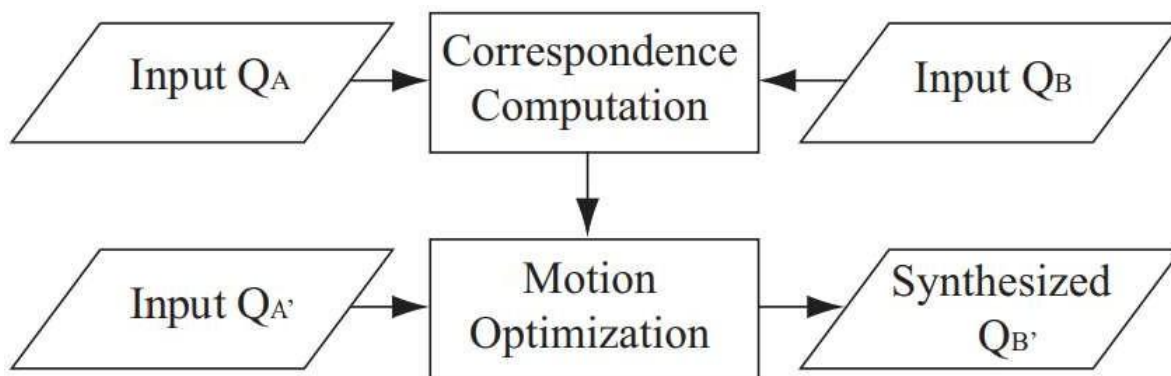 Input QA
Correspondence
Computation
Input QB
Input QA'
Motion
Optimization
Synthesized
QB'